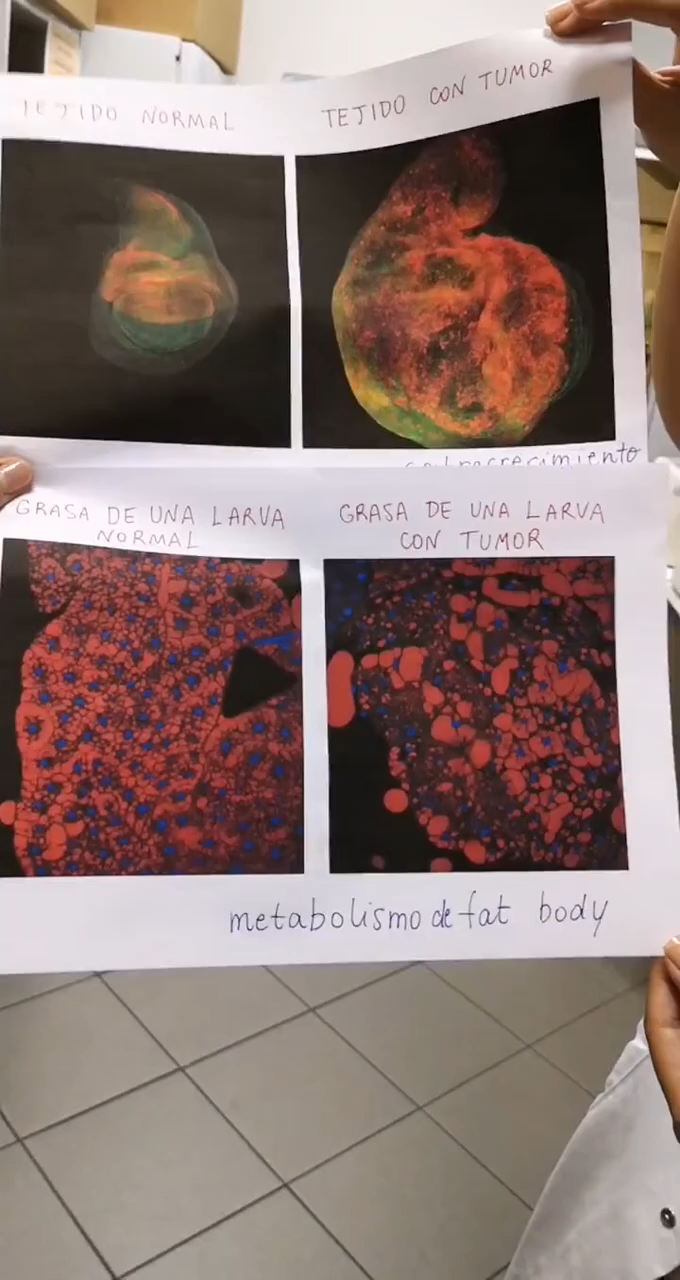 TEJIDO NORMAL
TEJIDO CON TUMOR
sobrecrecimiento
GRASA DE UNA LARVA
NORMAL
GRASA DE UNA LARVA
CON TUMOR
metabolismo de fat body